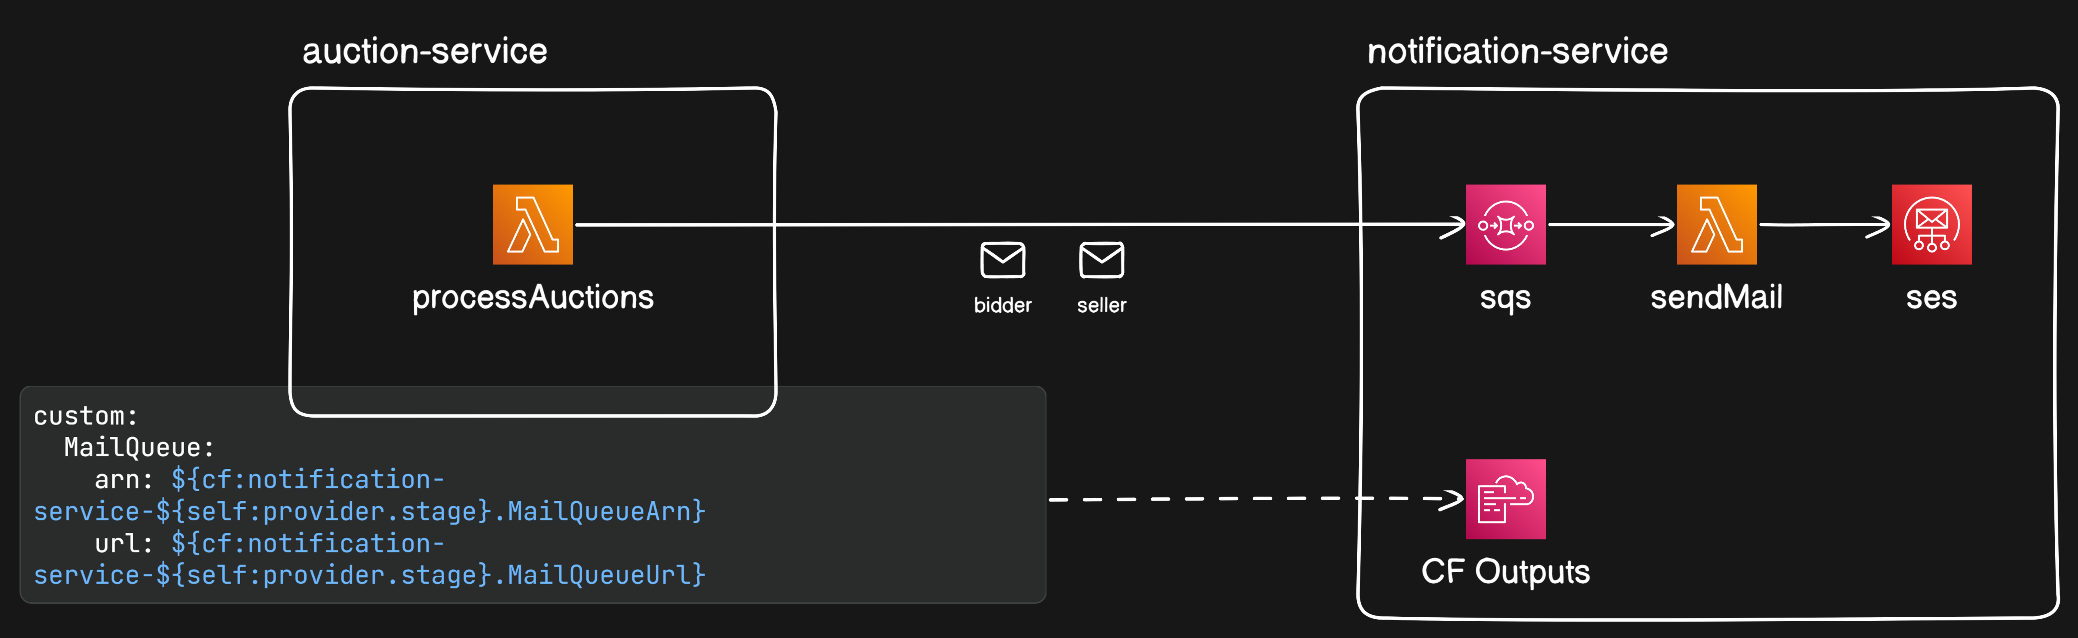 auction-service
notification-service
processAuctions
bidder
seller
sqs
sendMail
ses
custom:
  MailQueue:
    arn: ${cf:notification-
service-${self:provider.stage}.MailQueueArn}
    url: ${cf:notification-
service-${self:provider.stage}.MailQueueUrl}
CF Outputs